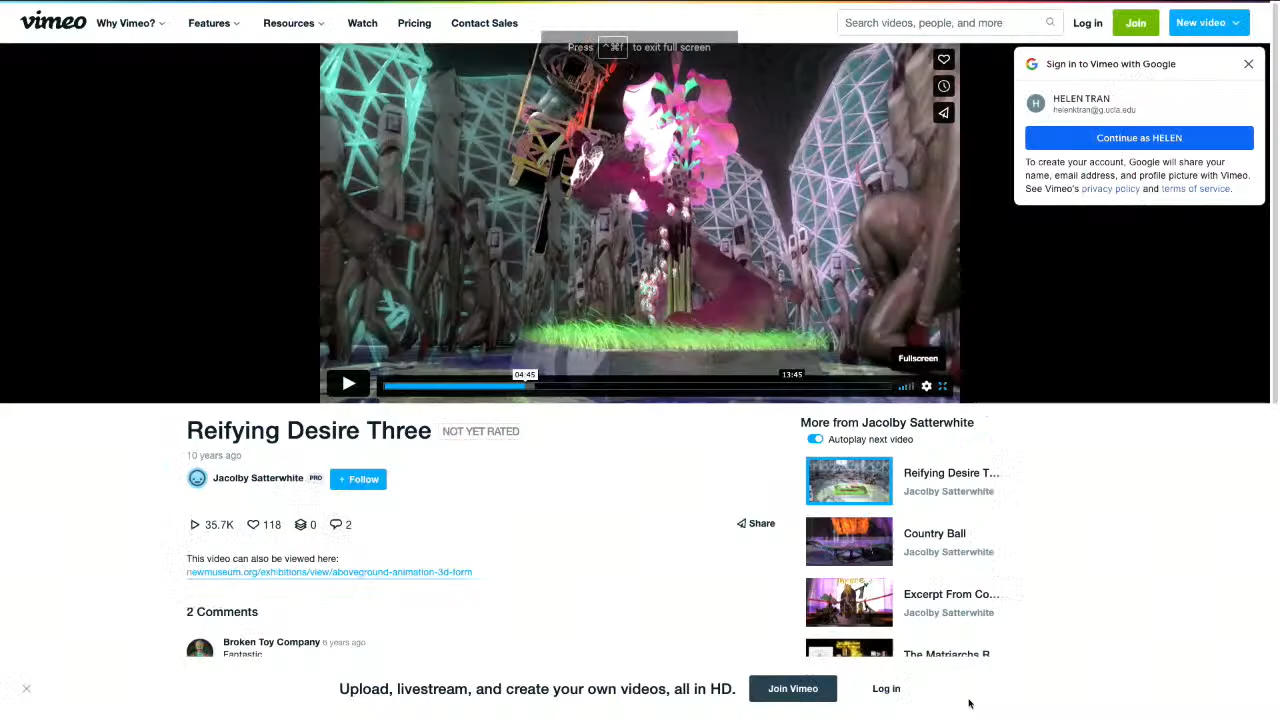 vimeo Why Vimeo? Features Resources Watch Pricing Contact Sales Search videos, people, and more Log in Join New video
Press ^⌘f to exit full screen
Sign in to Vimeo with Google
H HELEN TRAN
helenktran@g.ucla.edu
Continue as HELEN
To create your account, Google will share your
name, email address, and profile picture with Vimeo.
See Vimeo's privacy policy and terms of service.
Fullscreen
04:45 13:45
Reifying Desire Three NOT YET RATED
10 years ago
Jacolby Satterwhite PRO + Follow
35.7K 118 0 2 Share
This video can also be viewed here:
newmuseum.org/exhibitions/view/aboveground-animation-3d-form
2 Comments
Broken Toy Company 6 years ago
Fantastic
More from Jacolby Satterwhite
Autoplay next video
Reifying Desire T...
Jacolby Satterwhite
Country Ball
Jacolby Satterwhite
Excerpt From Co...
Jacolby Satterwhite
The Matriarchs R
Upload, livestream, and create your own videos, all in HD. Join Vimeo Log in